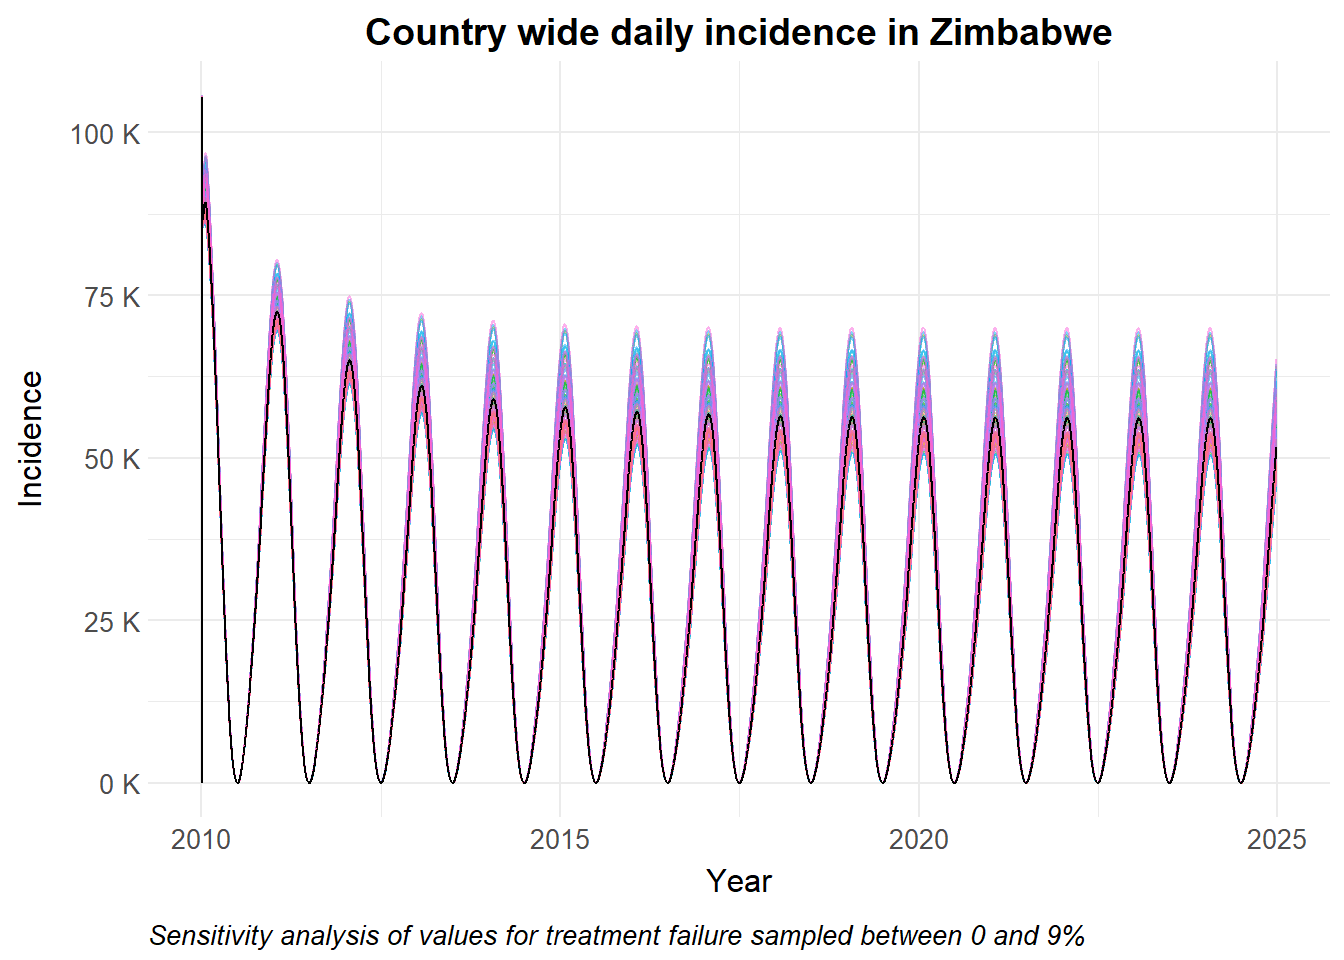 Country wide daily incidence in Zimbabwe
100 K
75 K
50 K
25 K
0 K
Incidence
2010
2015
2020
2025
Year
Sensitivity analysis of values for treatment failure sampled between 0 and 9%